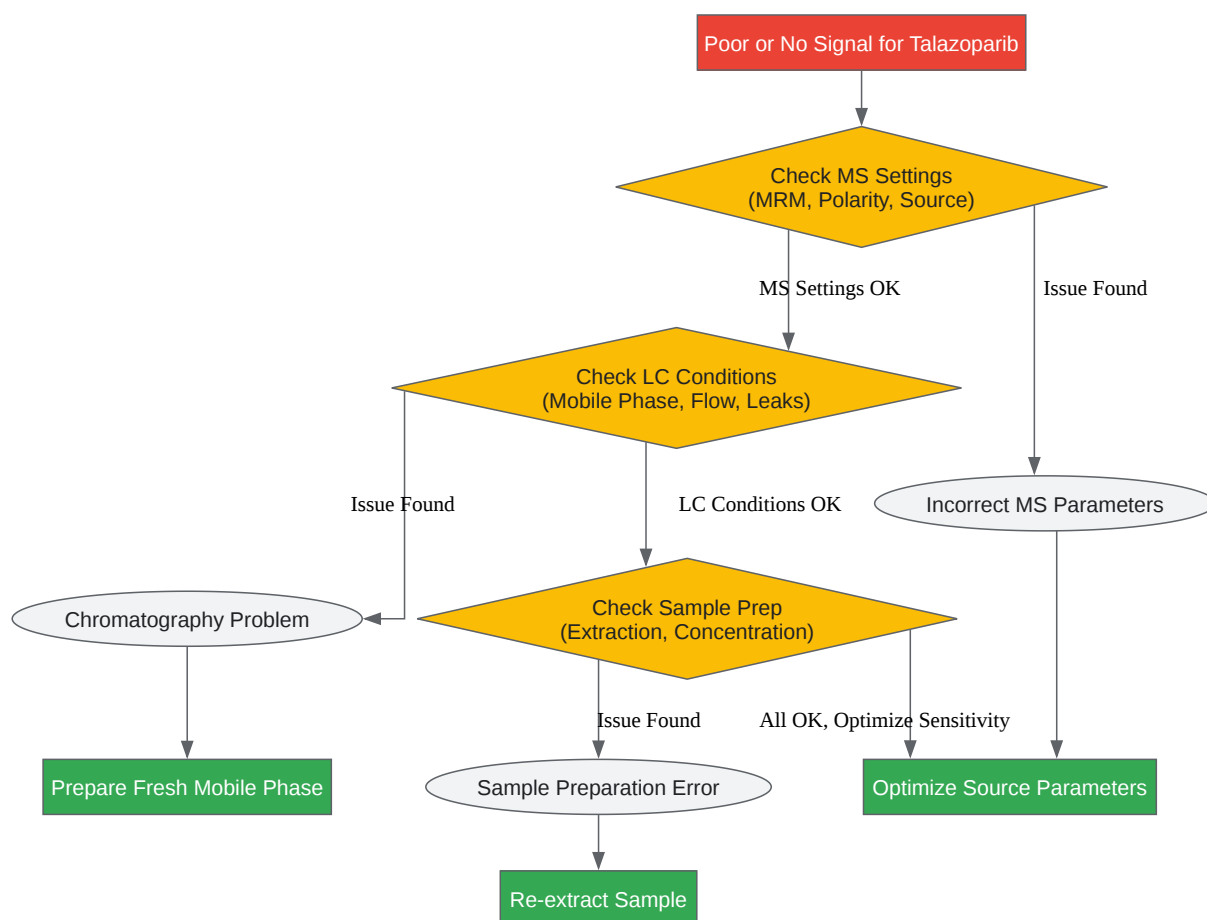 Poor or No Signal for Talazoparib
Check MS Settings
(MRM, Polarity, Source)
MS Settings OK
Issue Found
Check LC Conditions
(Mobile Phase, Flow, Leaks)
Issue Found
LC Conditions OK
Incorrect MS Parameters
Chromatography Problem
Check Sample Prep
(Extraction, Concentration)
Issue Found
All OK, Optimize Sensitivity
Prepare Fresh Mobile Phase
Sample Preparation Error
Optimize Source Parameters
Re-extract Sample